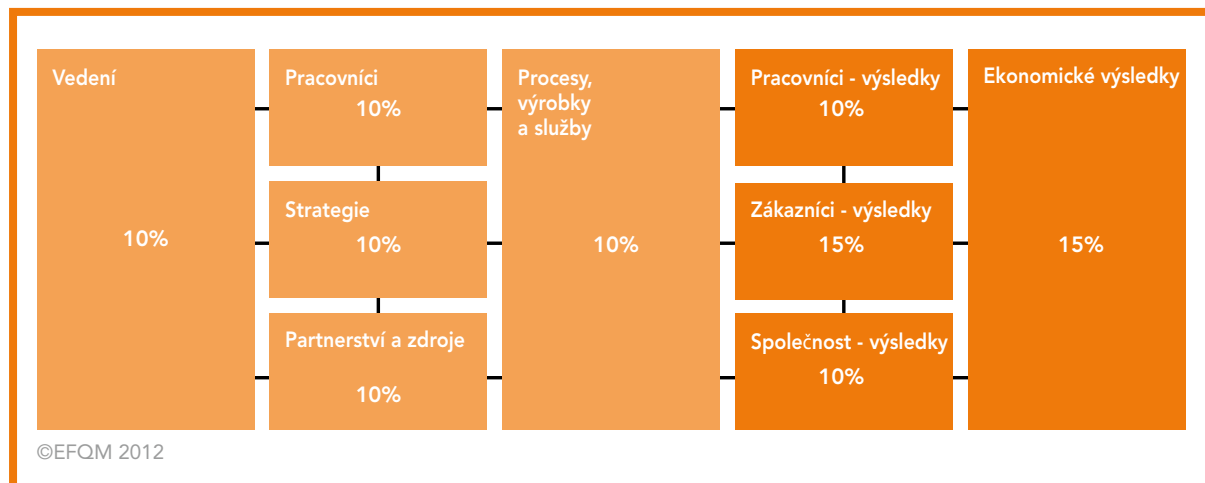 Vedení
10%
Pracovníci
10%
Strategie
10%
Partnerství a zdroje
10%
Procesy,
výrobky
a služby
10%
Pracovníci - výsledky
10%
Zákazníci - výsledky
15%
Společnost - výsledky
10%
Ekonomické výsledky
15%
©EFQM 2012